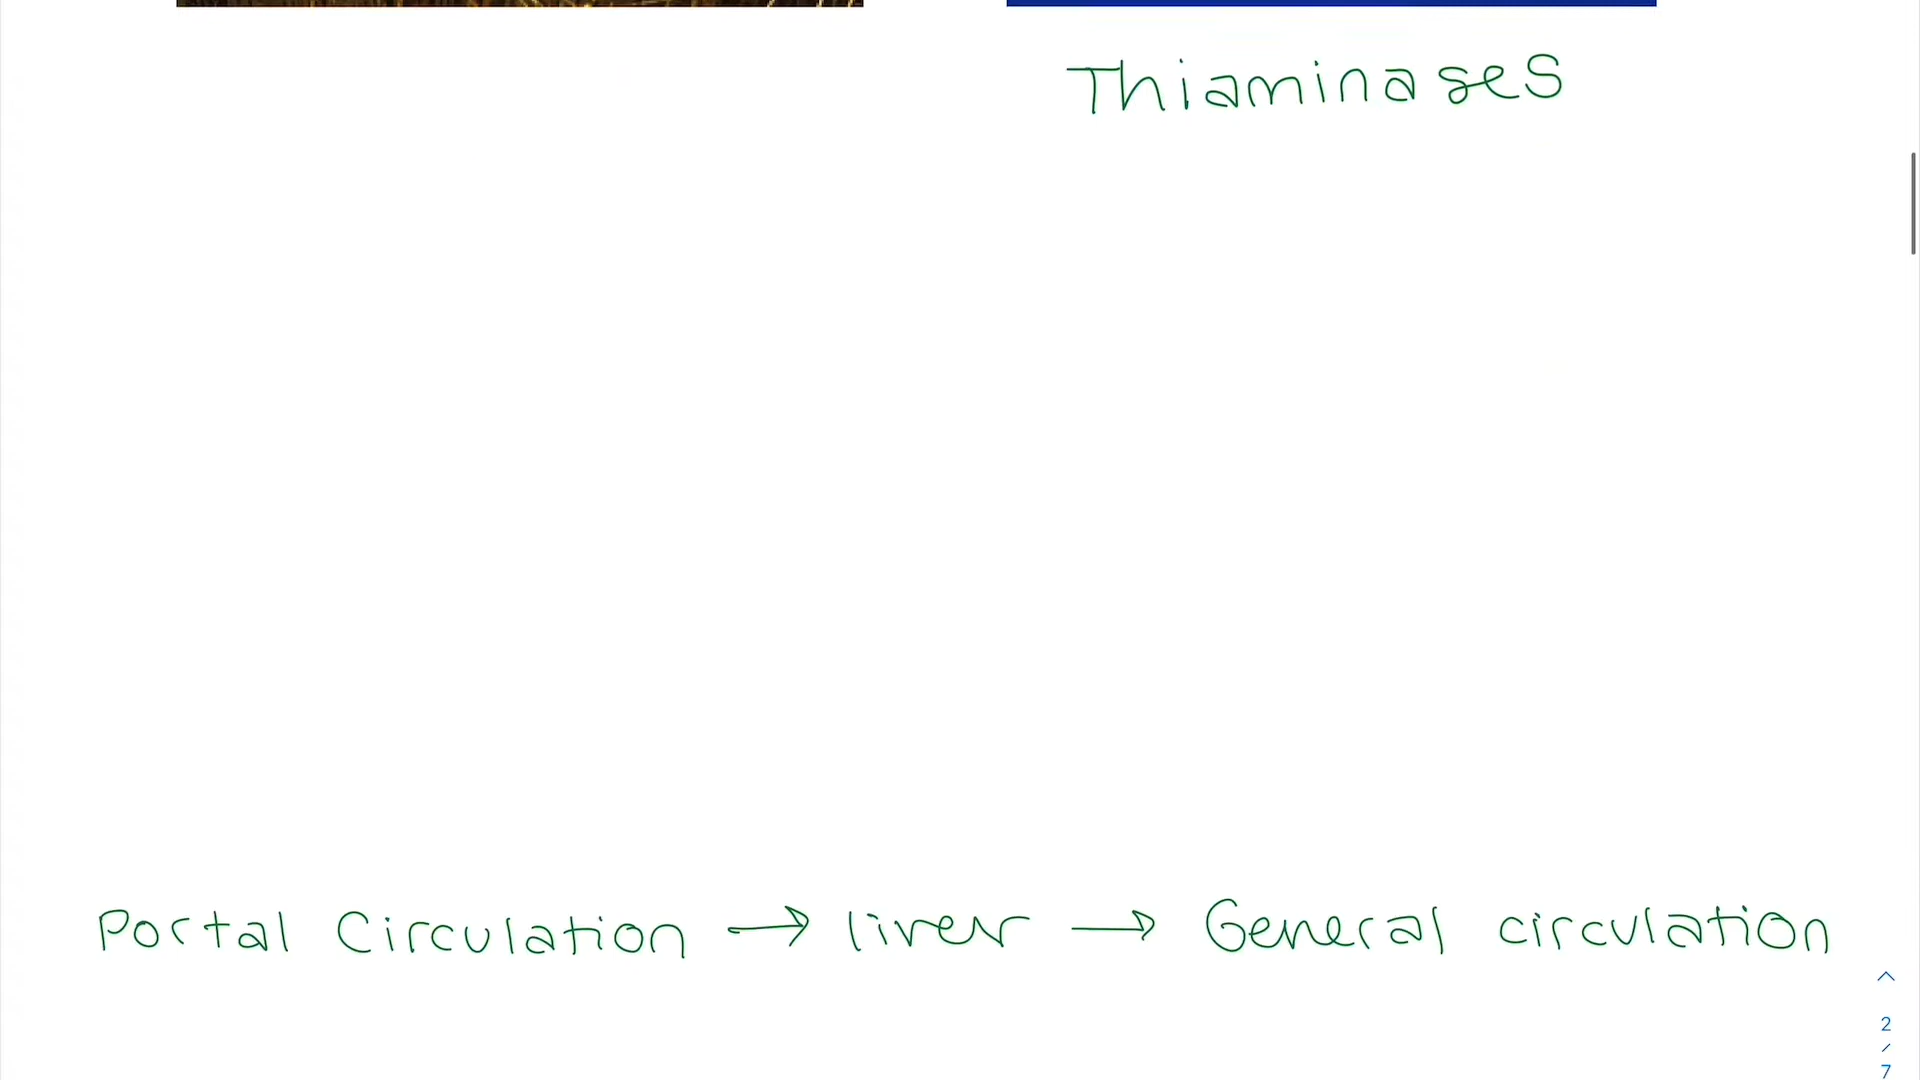 Thiaminases
Portal Circulation → liver → General circulation
2
/
7